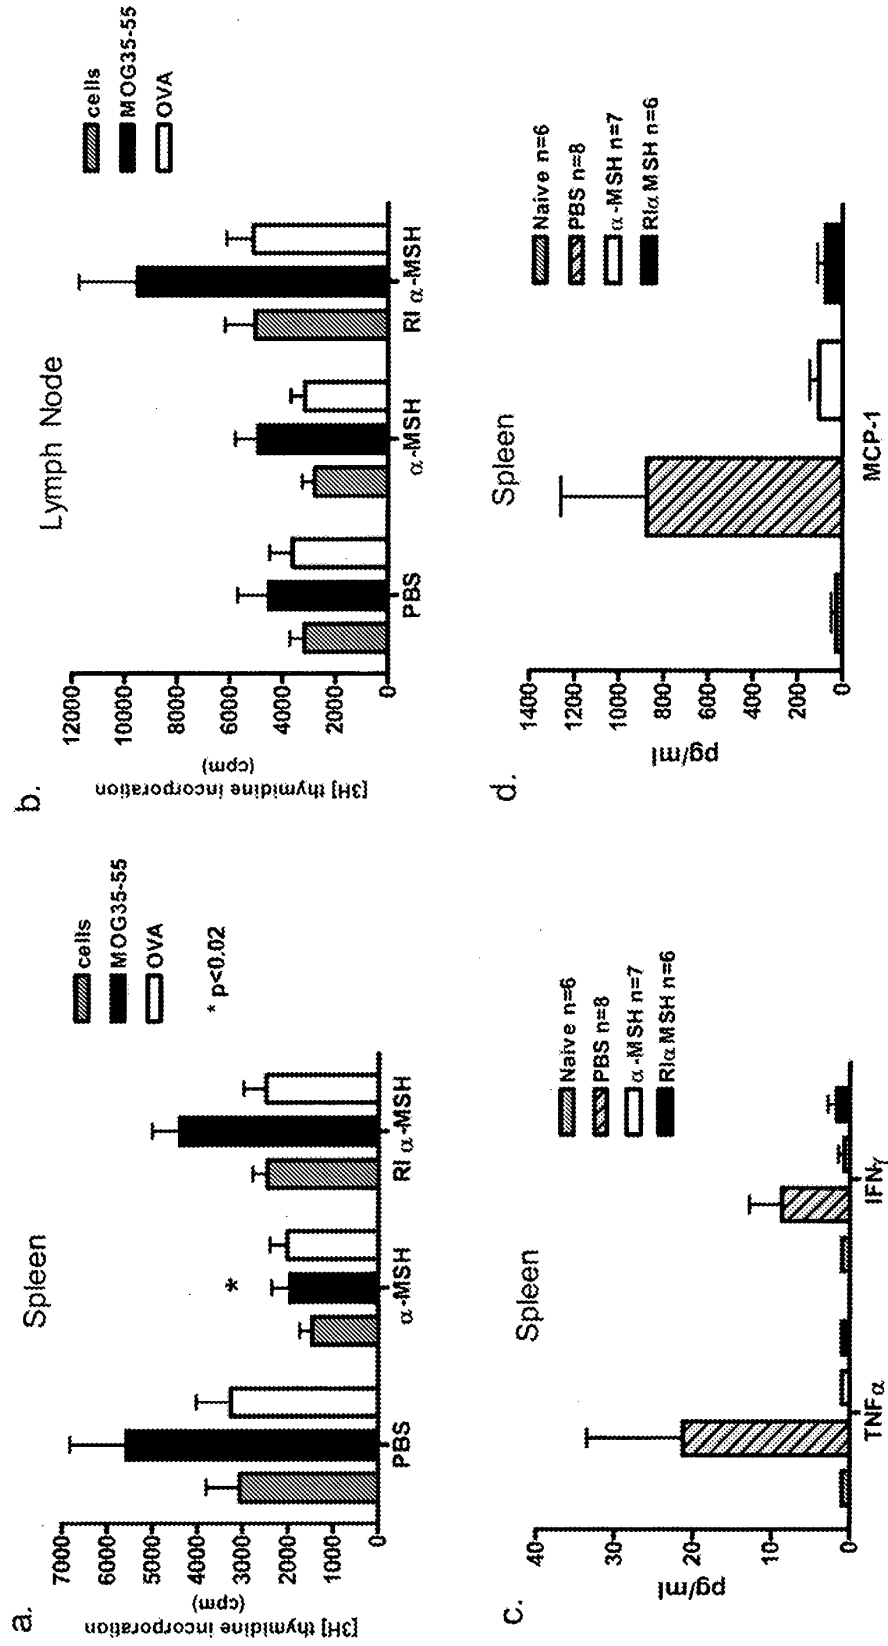 a.
Spleen
[3H] thymidine incorporation
(cpm)
7000
6000
5000
4000
3000
2000
1000
0
PBS
α-MSH
RI α-MSH
*
cells
MOG35-55
OVA
* p<0.02
b.
Lymph Node
[3H] thymidine incorporation
(cpm)
12000
10000
8000
6000
4000
2000
0
PBS
α-MSH
RI α-MSH
cells
MOG35-55
OVA
c.
Spleen
pg/ml
40
30
20
10
0
TNFα
IFNγ
Naive n=6
PBS n=8
α-MSH n=7
RIα MSH n=6
d.
Spleen
pg/ml
1400
1200
1000
800
600
400
200
0
MCP-1
Naive n=6
PBS n=8
α-MSH n=7
RIα MSH n=6